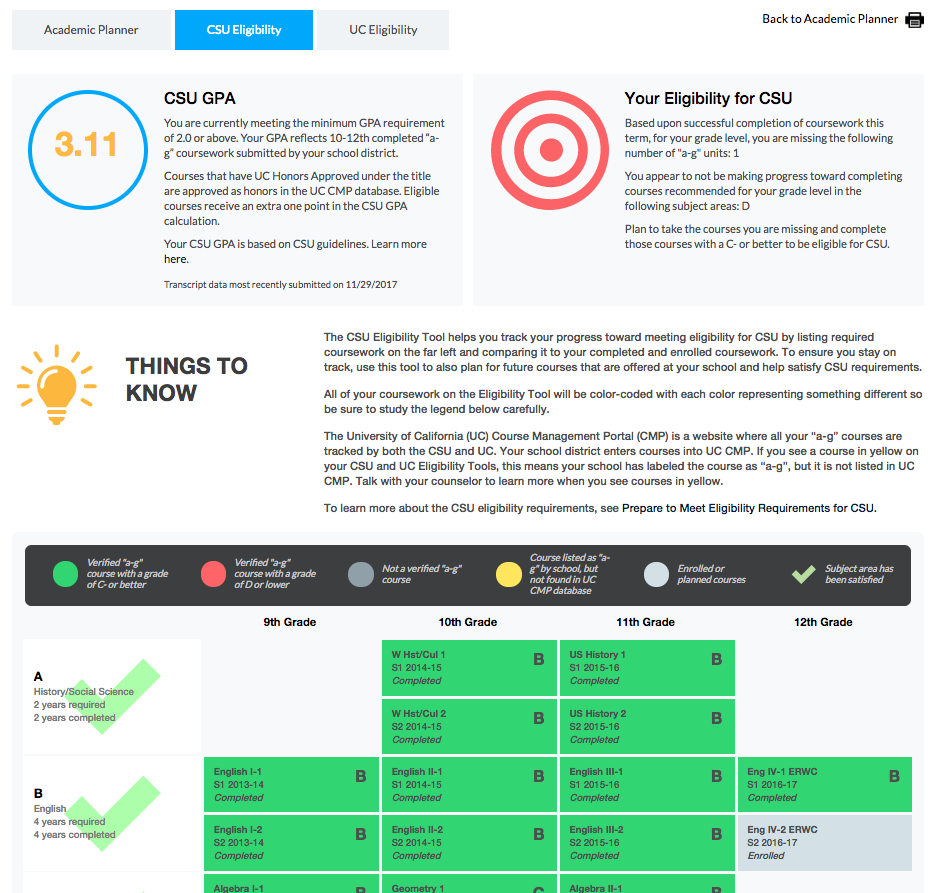 Academic Planner
CSU Eligibility
UC Eligibility
Back to Academic Planner
3.11
CSU GPA
You are currently meeting the minimum GPA requirement
of 2.0 or above. Your GPA reflects 10-12th completed "a-
g" coursework submitted by your school district.
Courses that have UC Honors Approved under the title
are approved as honors in the UC CMP database. Eligible
courses receive an extra one point in the CSU GPA
calculation.
Your CSU GPA is based on CSU guidelines. Learn more
here.
Transcript data most recently submitted on 11/29/2017
Your Eligibility for CSU
Based upon successful completion of coursework this
term, for your grade level, you are missing the following
number of "a-g" units: 1
You appear to not be making progress toward completing
courses recommended for your grade level in the
following subject areas: D
Plan to take the courses you are missing and complete
those courses with a C- or better to be eligible for CSU.
THINGS TO
KNOW
The CSU Eligibility Tool helps you track your progress toward meeting eligibility for CSU by listing required
coursework on the far left and comparing it to your completed and enrolled coursework. To ensure you stay on
track, use this tool to also plan for future courses that are offered at your school and help satisfy CSU requirements.
All of your coursework on the Eligibility Tool will be color-coded with each color representing something different so
be sure to study the legend below carefully.
The University of California (UC) Course Management Portal (CMP) is a website where all your "a-g" courses are
tracked by both the CSU and UC. Your school district enters courses into UC CMP. If you see a course in yellow on
your CSU and UC Eligibility Tools, this means your school has labeled the course as "a-g", but it is not listed in UC
CMP. Talk with your counselor to learn more when you see courses in yellow.
To learn more about the CSU eligibility requirements, see Prepare to Meet Eligibility Requirements for CSU.
Verified "a-g"
course with a grade
of C- or better
Verified "a-g"
course with a grade
of D or lower
Not a verified "a-g"
course
Course listed as "a-
g" by school, but
not found in UC
CMP database
Enrolled or
planned courses
Subject area has
been satisfied
9th Grade
10th Grade
11th Grade
12th Grade
A
History/Social Science
2 years required
2 years completed
W Hst/Cul 1 B
S1 2014-15
Completed
US History 1 B
S1 2015-16
Completed
W Hst/Cul 2 B
S2 2014-15
Completed
US History 2 B
S2 2015-16
Completed
B
English
4 years required
4 years completed
English I-1 B
S1 2013-14
Completed
English II-1 B
S1 2014-15
Completed
English III-1 B
S1 2015-16
Completed
Eng IV-1 ERWC B
S1 2016-17
Completed
English I-2 B
S2 2013-14
Completed
English II-2 B
S2 2014-15
Completed
English III-2 B
S2 2015-16
Completed
Eng IV-2 ERWC
S2 2016-17
Enrolled
Algebra I-1 B
Geometry 1 C
Algebra II-1 B